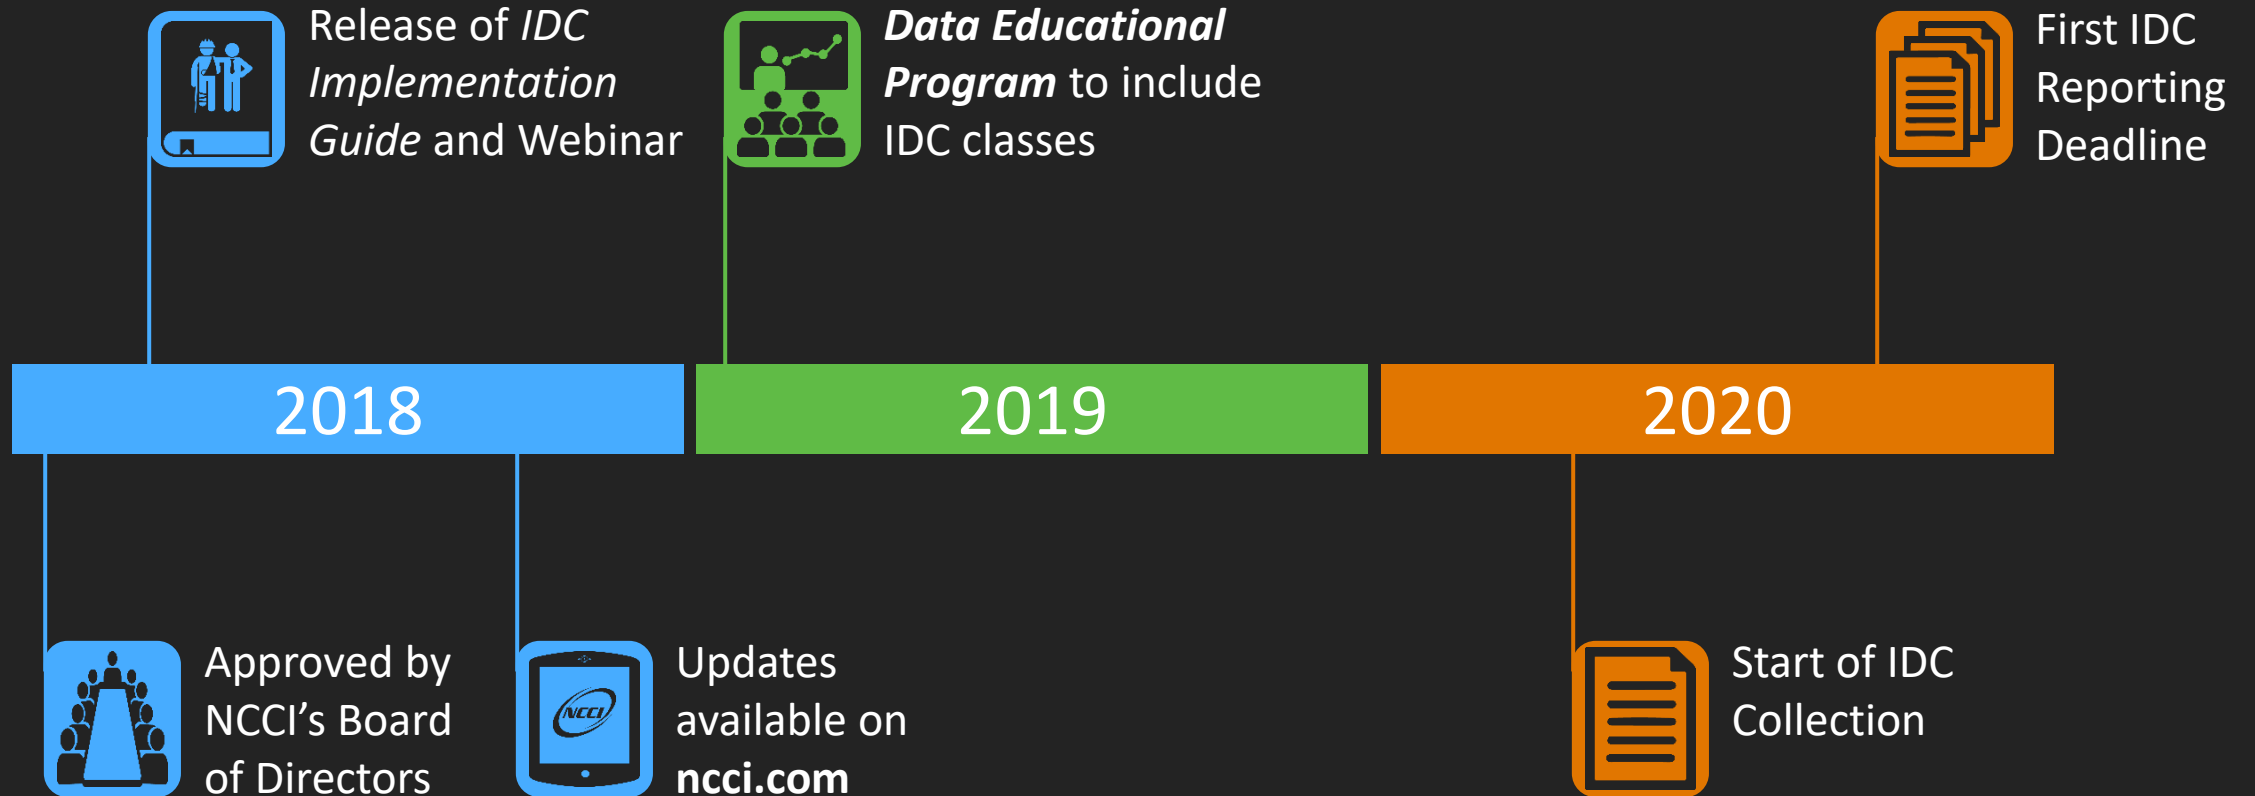 Release of IDC
Implementation
Guide and Webinar
Data Educational
Program to include
IDC classes
First IDC
Reporting
Deadline
2018
2019
2020
Approved by
NCCI’s Board
of Directors
NCCI
Updates
available on
ncci.com
Start of IDC
Collection